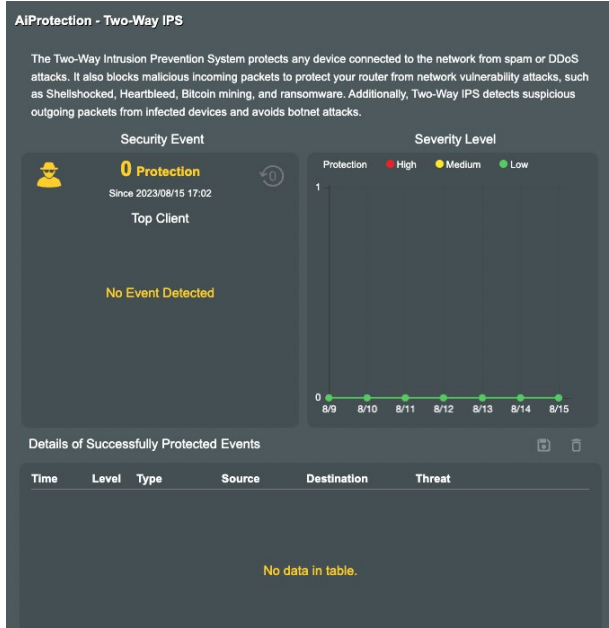 AiProtection - Two-Way IPS
The Two-Way Intrusion Prevention System protects any device connected to the network from spam or DDoS
attacks. It also blocks malicious incoming packets to protect your router from network vulnerability attacks, such
as Shellshocked, Heartbleed, Bitcoin mining, and ransomware. Additionally, Two-Way IPS detects suspicious
outgoing packets from infected devices and avoids botnet attacks.
Security Event
0 Protection
0
Since 2023/08/15 17:02
Top Client
No Event Detected
Severity Level
Protection High Medium Low
1
0
8/9 8/10 8/11 8/12 8/13 8/14 8/15
Details of Successfully Protected Events
Time Level Type Source Destination Threat
No data in table.